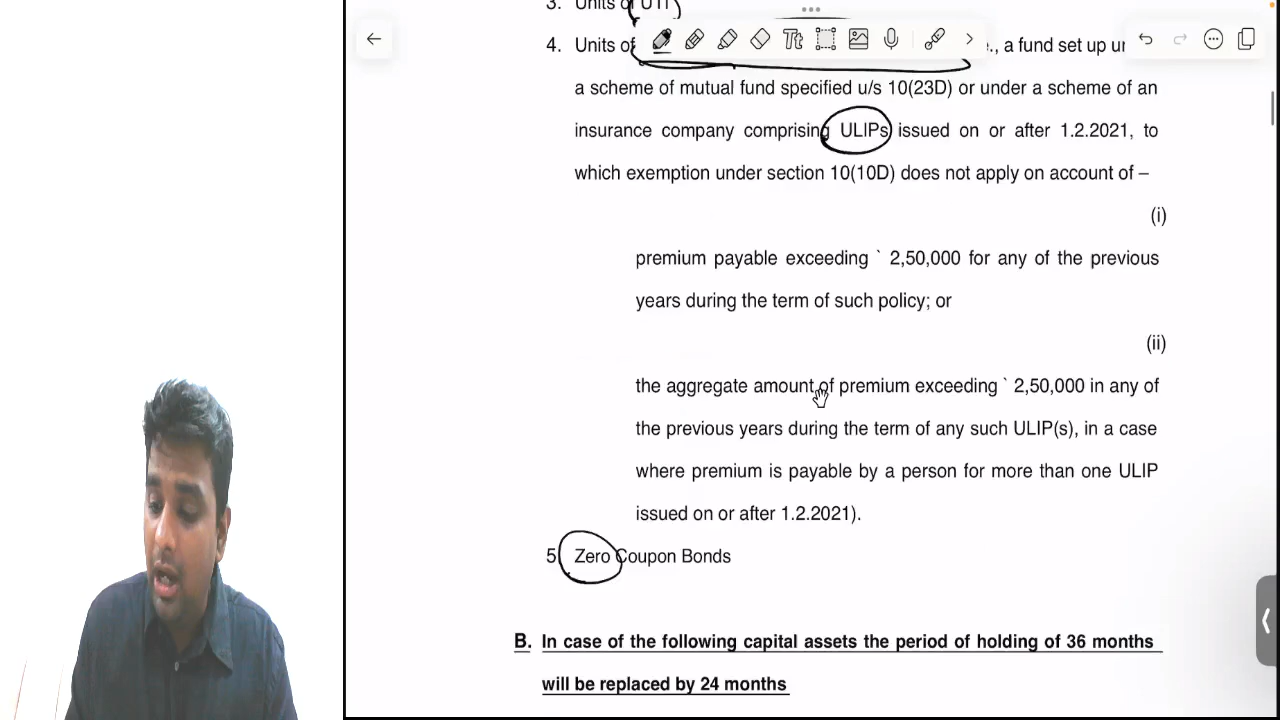 3. Units of UTI
Tt
4. Units of ., a fund set up un
a scheme of mutual fund specified u/s 10(23D) or under a scheme of an
insurance company comprising ULIPs issued on or after 1.2.2021, to
which exemption under section 10(10D) does not apply on account of –
(i)
premium payable exceeding ` 2,50,000 for any of the previous
years during the term of such policy; or
(ii)
the aggregate amount of premium exceeding ` 2,50,000 in any of
the previous years during the term of any such ULIP(s), in a case
where premium is payable by a person for more than one ULIP
issued on or after 1.2.2021).
5. Zero Coupon Bonds
B. In case of the following capital assets the period of holding of 36 months
will be replaced by 24 months